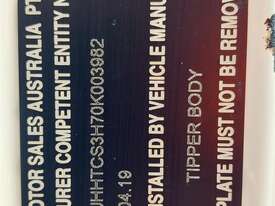 OTOR SALES AUSTRALIA PT
URER COMPETENT ENTITY N
JHHTCS3H70K003982
04.19
ESTALLED BY VEHICLE MANU
TIPPER BODY
PLATE MUST NOT BE REMOV